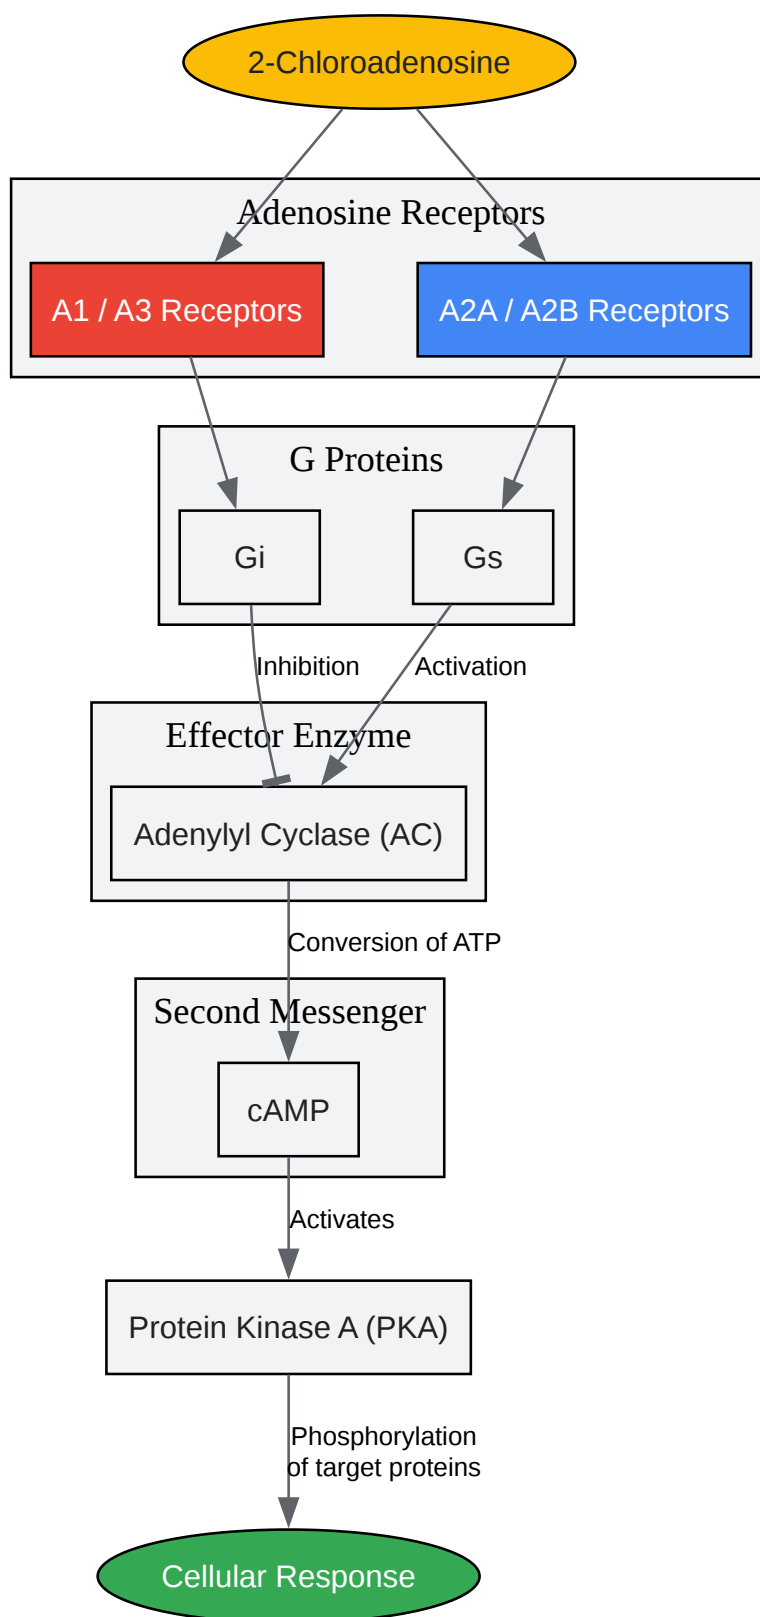 2-Chloroadenosine
Adenosine Receptors
A1 / A3 Receptors
A2A / A2B Receptors
G Proteins
Gi
Gs
Inhibition
Activation
Effector Enzyme
Adenylyl Cyclase (AC)
Conversion of ATP
Second Messenger
cAMP
Activates
Protein Kinase A (PKA)
Phosphorylation
of target proteins
Cellular Response